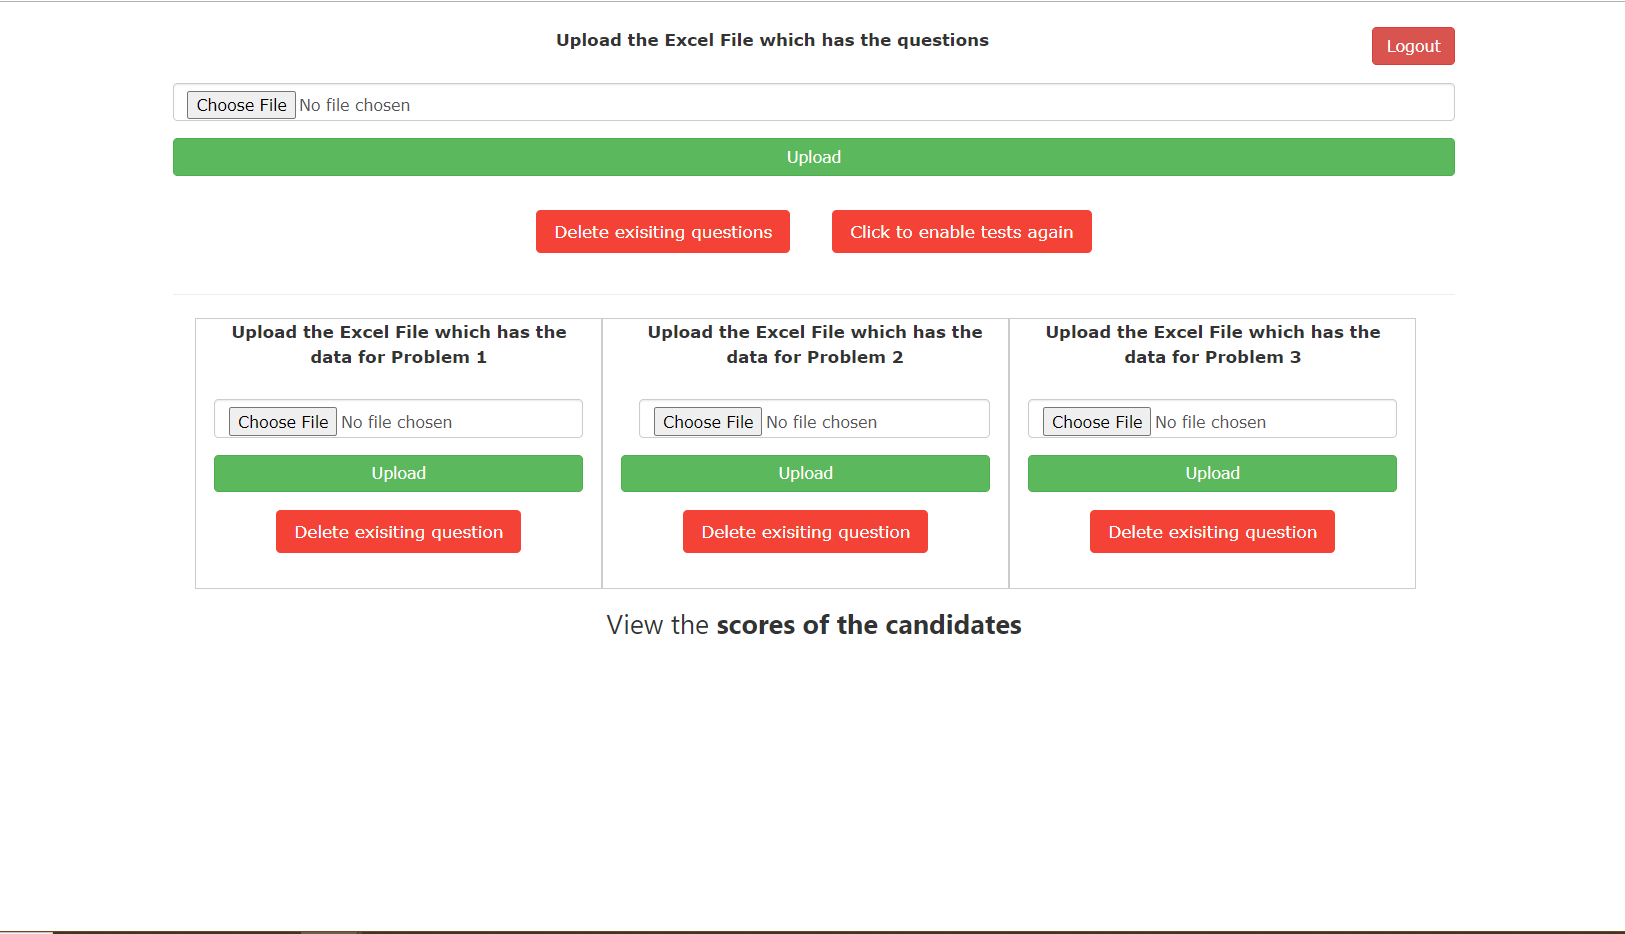 Upload the Excel File which has the questions
Logout
Choose File No file chosen
Upload
Delete exisiting questions
Click to enable tests again
Upload the Excel File which has the
data for Problem 1
Choose File No file chosen
Upload
Delete exisiting question
Upload the Excel File which has the
data for Problem 2
Choose File No file chosen
Upload
Delete exisiting question
Upload the Excel File which has the
data for Problem 3
Choose File No file chosen
Upload
Delete exisiting question
View the scores of the candidates